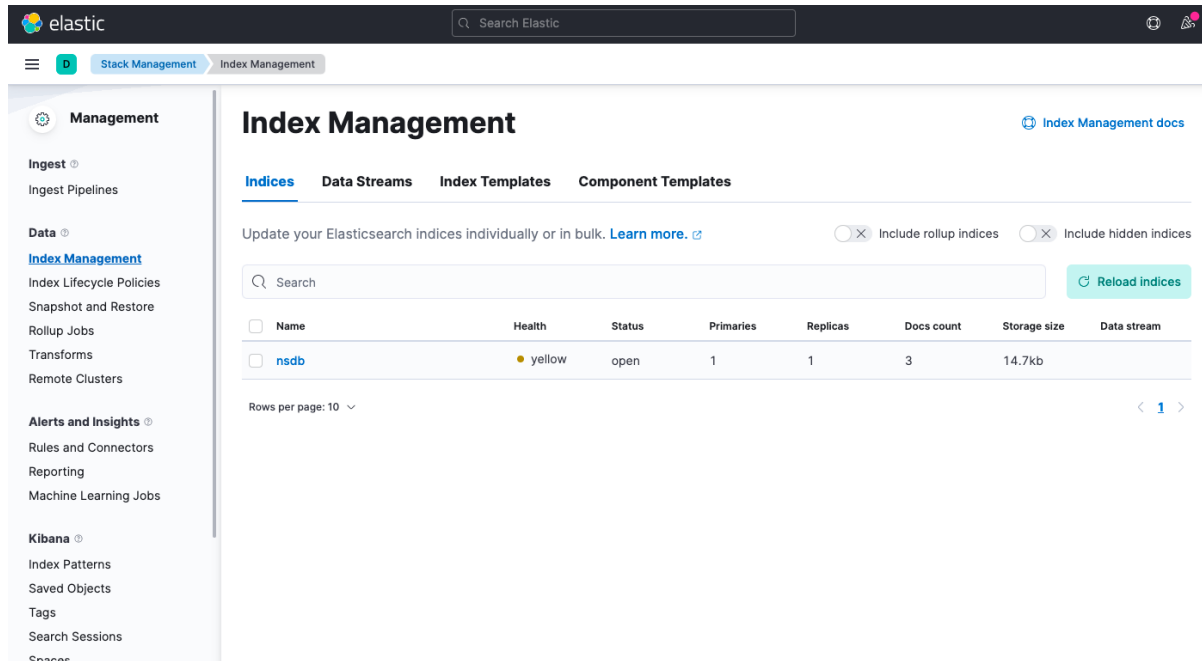 elastic
Search Elastic
D
Stack Management
Index Management
Management
Ingest
Ingest Pipelines
Data
Index Management
Index Lifecycle Policies
Snapshot and Restore
Rollup Jobs
Transforms
Remote Clusters
Alerts and Insights
Rules and Connectors
Reporting
Machine Learning Jobs
Kibana
Index Patterns
Saved Objects
Tags
Search Sessions
Spaces
Index Management
Index Management docs
Indices Data Streams Index Templates Component Templates
Update your Elasticsearch indices individually or in bulk. Learn more.
Include rollup indices Include hidden indices
Search
Reload indices
Name Health Status Primaries Replicas Docs count Storage size Data stream
nsdb yellow open 1 1 3 14.7kb
Rows per page: 10
1